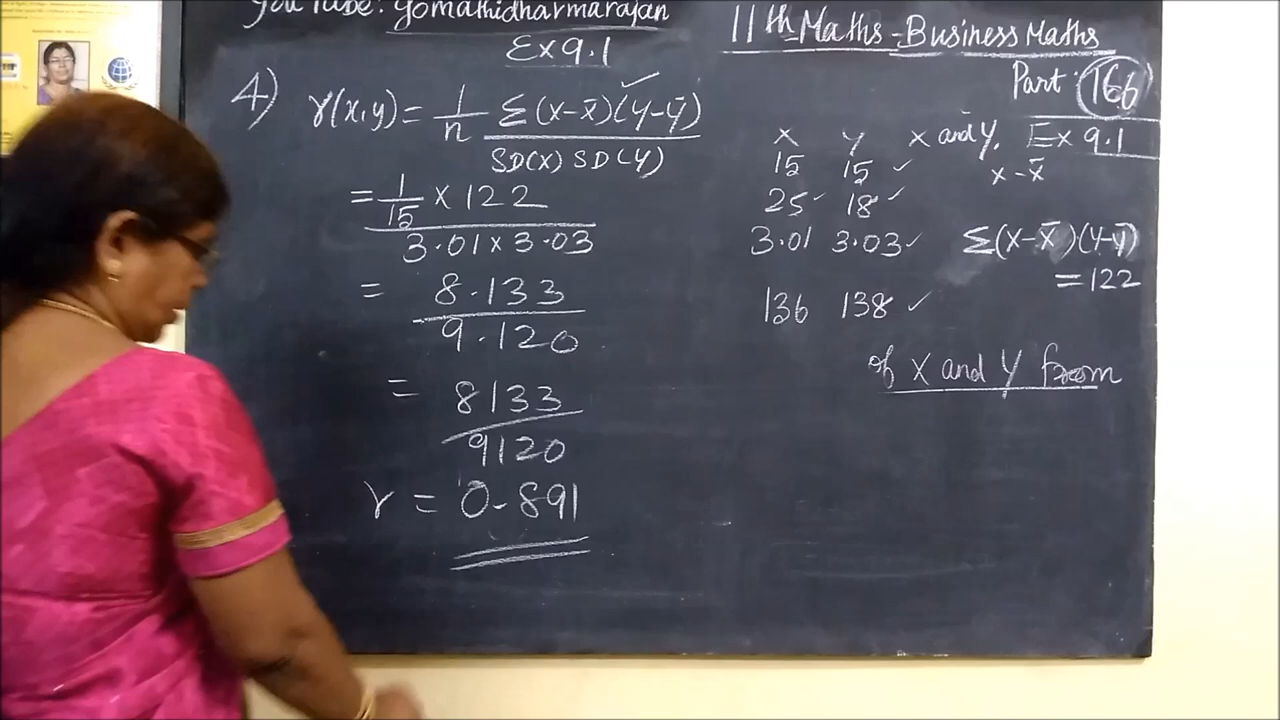 YouTube: gomathidharmarajan
11th Maths - Business Maths
Ex 9.1
Part: 166
4) r(x,y) = 1/n Σ(x-x̄)(y-ȳ)
SD(x) SD(y)
= 1/15 × 122
3.01 × 3.03
= 8.133
9.120
= 8133
9120
r = 0.891
x y x and y. Ex 9.1
15 15 ✓ x-x̄
25 ✓ 18 ✓
3.01 3.03 ✓ Σ(x-x̄)(y-ȳ)
= 122
136 138 ✓
of x and y from